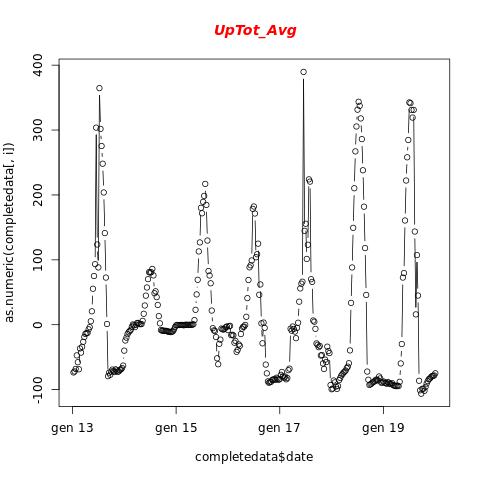 UpTot_Avg
as.numeric(completedata[, i])
400
300
200
100
0
-100
gen 13
gen 15
gen 17
gen 19
completedata$date